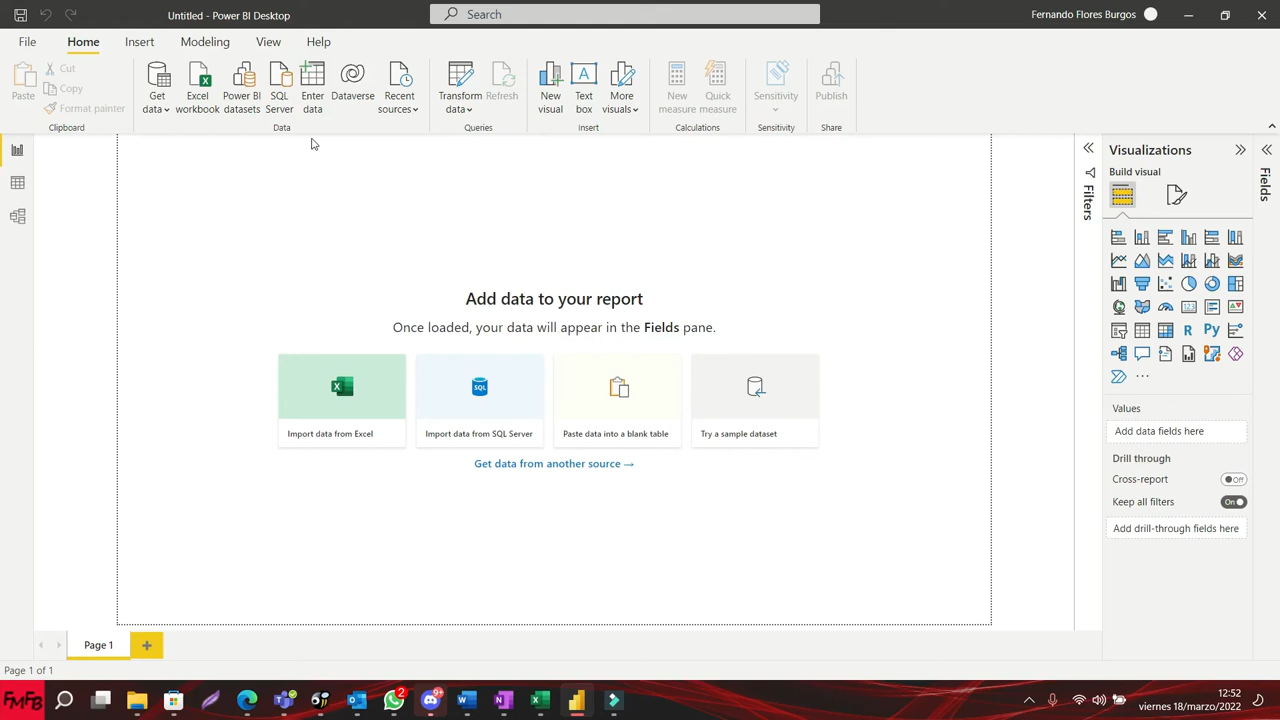 Untitled - Power BI Desktop
Search
Fernando Flores Burgos
File
Home
Insert
Modeling
View
Help
Paste
Cut
Copy
Format painter
Clipboard
Get data
Excel workbook
Power BI datasets
SQL Server
Enter data
Dataverse
Recent sources
Data
Transform data
Refresh
Queries
New visual
Text box
More visuals
Insert
New measure
Quick measure
Calculations
Sensitivity
Sensitivity
Publish
Share
Filters
Visualizations
Build visual
Fields
R
Py
123
Values
Add data fields here
Drill through
Cross-report
Off
Keep all filters
On
Add drill-through fields here
Add data to your report
Once loaded, your data will appear in the Fields pane.
SQL
Import data from Excel
Import data from SQL Server
Paste data into a blank table
Try a sample dataset
Get data from another source →
Page 1
Page 1 of 1
FMFB
2
9+
12:52
viernes 18/marzo/2022